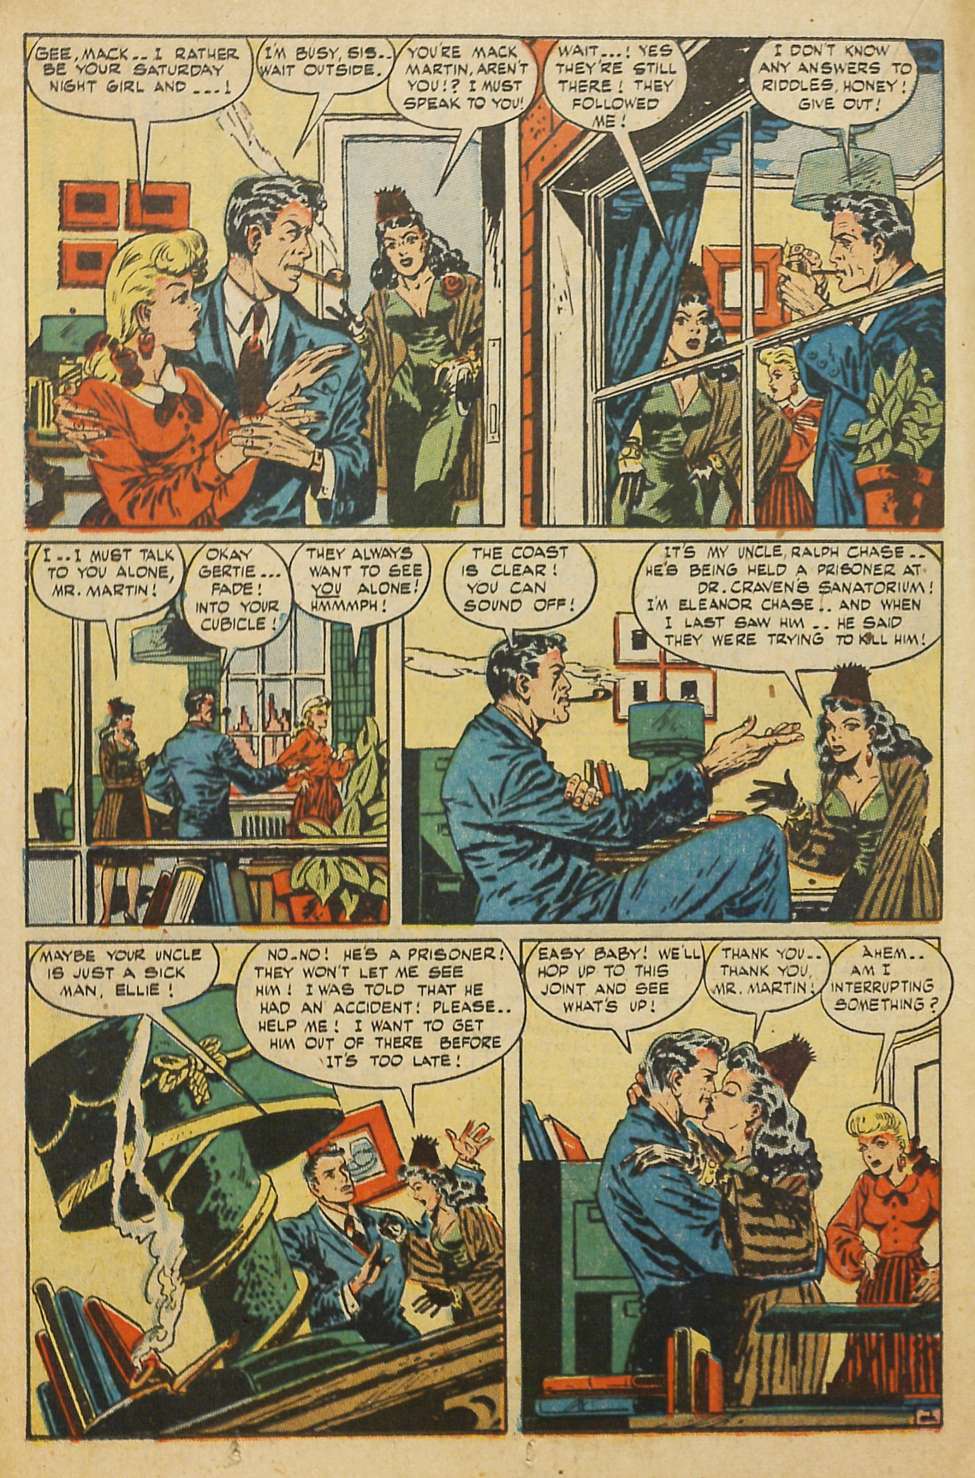 GEE, MACK -- I RATHER
BE YOUR SATURDAY
NIGHT GIRL AND ---!
I'M BUSY, SIS--
WAIT OUTSIDE.
YOU'RE MACK
MARTIN, AREN'T
YOU!? I MUST
SPEAK TO YOU!
WAIT---! YES
THEY'RE STILL
THERE! THEY
FOLLOWED
ME!
I DON'T KNOW
ANY ANSWERS TO
RIDDLES, HONEY!
GIVE OUT!
I--I MUST TALK
TO YOU ALONE,
MR. MARTIN!
OKAY
GERTIE---
FADE!
INTO YOUR
CUBICLE!
THEY ALWAYS
WANT TO SEE
YOU ALONE!
HMMMPH!
THE COAST
IS CLEAR!
YOU CAN
SOUND OFF!
IT'S MY UNCLE, RALPH CHASE--
HE'S BEING HELD A PRISONER AT
DR. CRAVEN'S SANATORIUM!
I'M ELEANOR CHASE-- AND WHEN
I LAST SAW HIM -- HE SAID
THEY WERE TRYING TO KILL HIM!
MAYBE YOUR UNCLE
IS JUST A SICK
MAN, ELLIE!
NO--NO! HE'S A PRISONER!
THEY WON'T LET ME SEE
HIM! I WAS TOLD THAT HE
HAD AN ACCIDENT! PLEASE--
HELP ME! I WANT TO GET
HIM OUT OF THERE BEFORE
IT'S TOO LATE!
EASY BABY! WE'LL
HOP UP TO THIS
JOINT AND SEE
WHAT'S UP!
THANK YOU--
THANK YOU,
MR. MARTIN!
AHEM--
AM I
INTERRUPTING
SOMETHING?